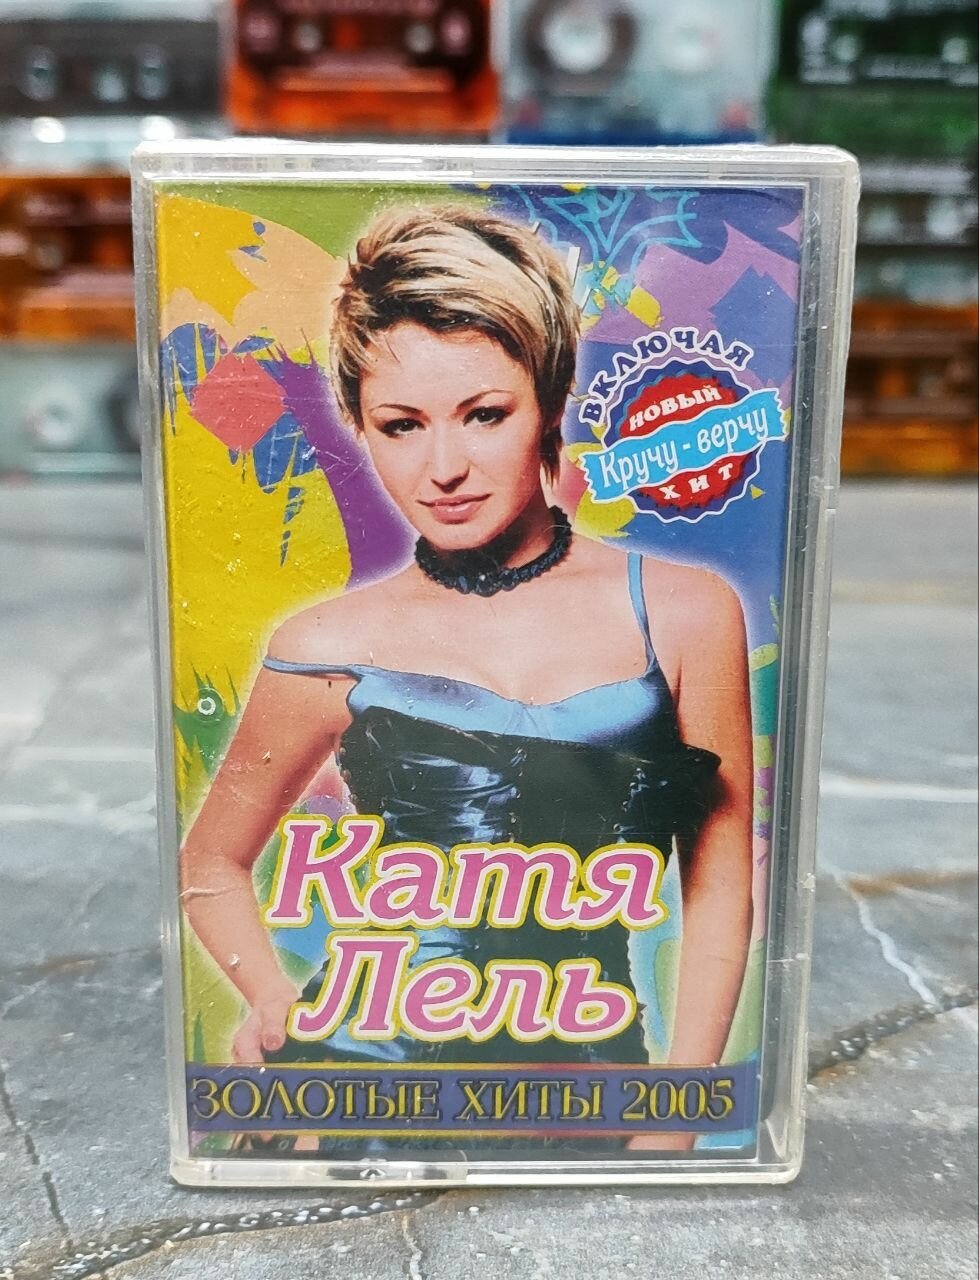 ВКЛЮЧАЯ
НОВЫЙ
Кручу-верчу
ХИТ
Катя
Лель
ЗОЛОТЫЕ ХИТЫ 2005